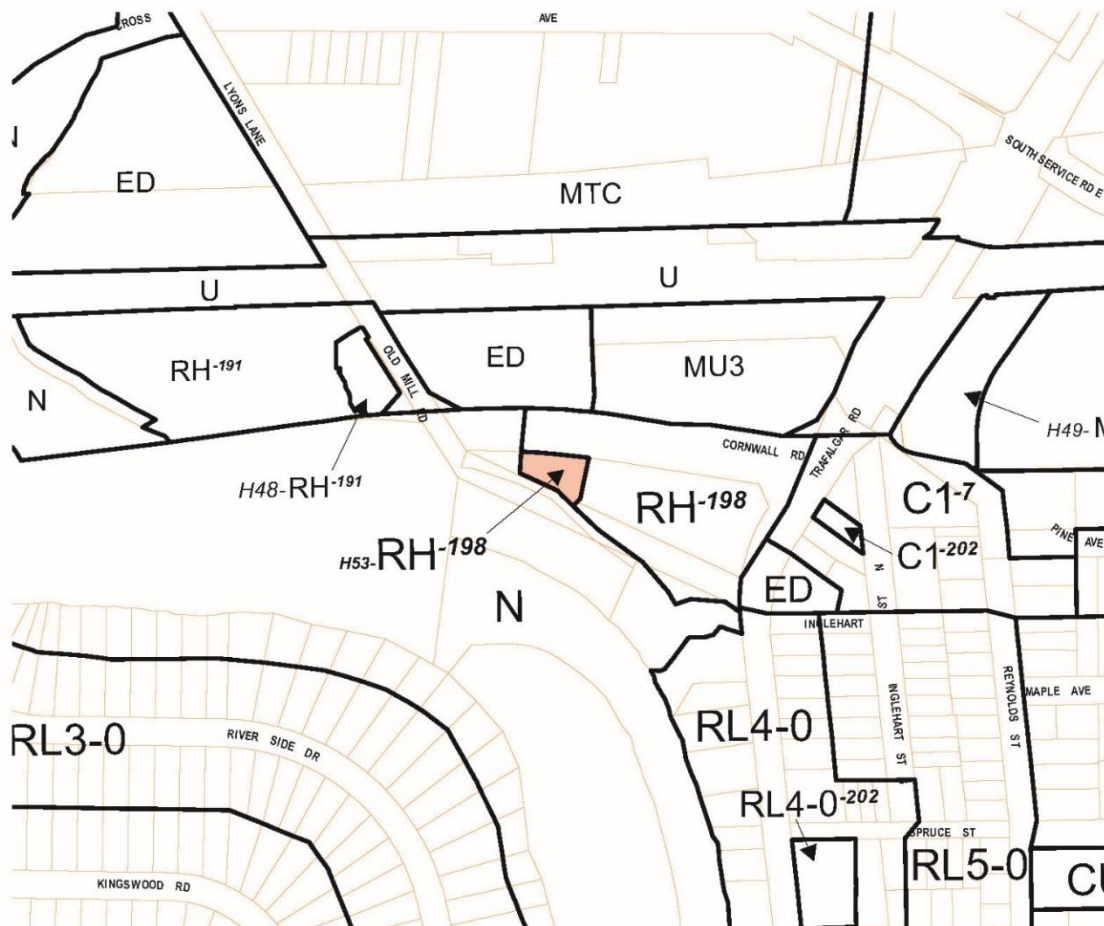 CROSS
AVE
LYONS LANE
SOUTH SERVICE RD E
ED
MTC
U
U
OLD MILL RD
RH-191
ED
MU3
N
H49- M
H48-RH-191
CORNWALL RD
TRAFALGAR RD
RH-198
C1-7
H53-RH-198
C1-202
PINE AVE
N ST
N
ED
INGLEHART
RL3-0
RIVER SIDE DR
RL4-0
INGLEHART ST
REYNOLDS ST
MAPLE AVE
RL4-0-202
SPRUCE ST
RL5-0
KINGSWOOD RD
CU